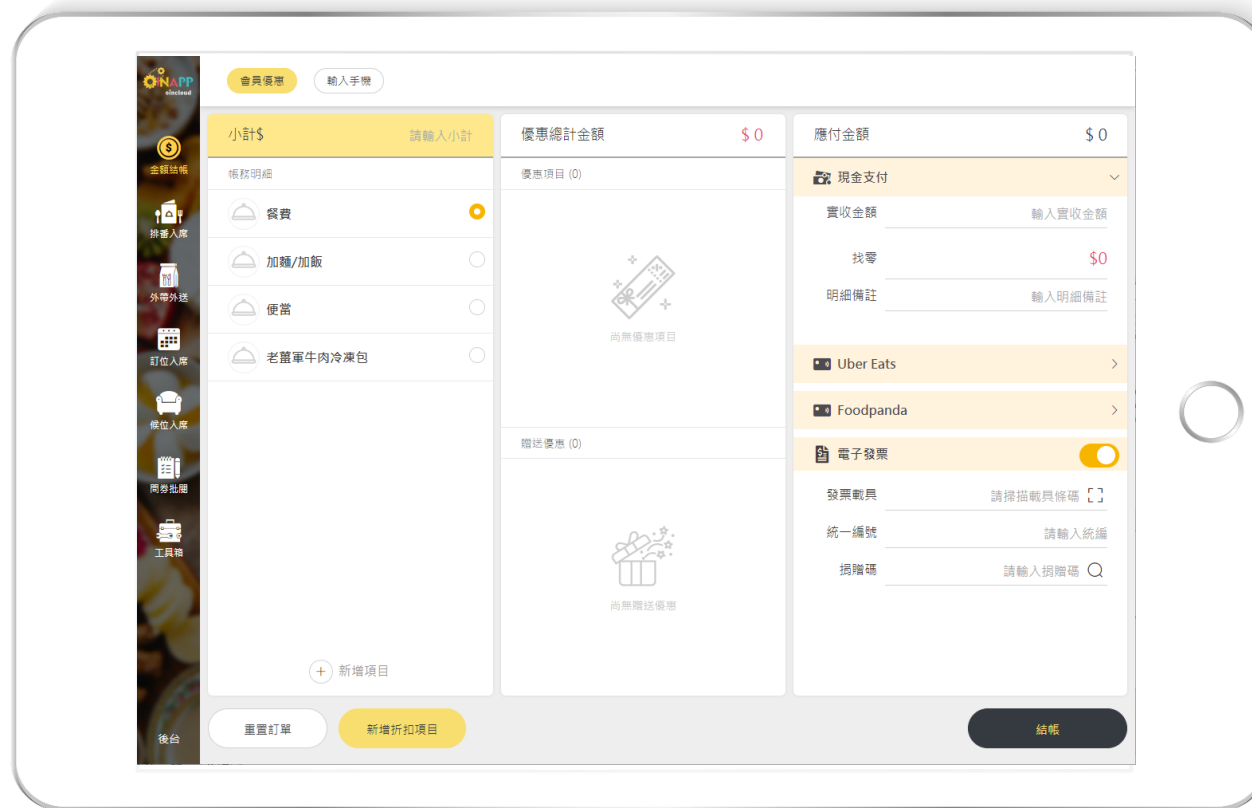 OiNAPP
oincloud
金額結帳
排番入席
外帶外送
訂位入席
候位入席
問券批閱
工具箱
後台
會員優惠
輸入手機
小計$ 請輸入小計
帳務明細
餐費
加麵/加飯
便當
老薑軍牛肉冷凍包
+ 新增項目
優惠總計金額 $ 0
優惠項目 (0)
尚無優惠項目
贈送優惠 (0)
尚無贈送優惠
應付金額 $ 0
現金支付
實收金額 輸入實收金額
找零 $0
明細備註 輸入明細備註
Uber Eats
Foodpanda
電子發票
發票載具 請掃描載具條碼
統一編號 請輸入統編
捐贈碼 請輸入捐贈碼
重置訂單
新增折扣項目
結帳